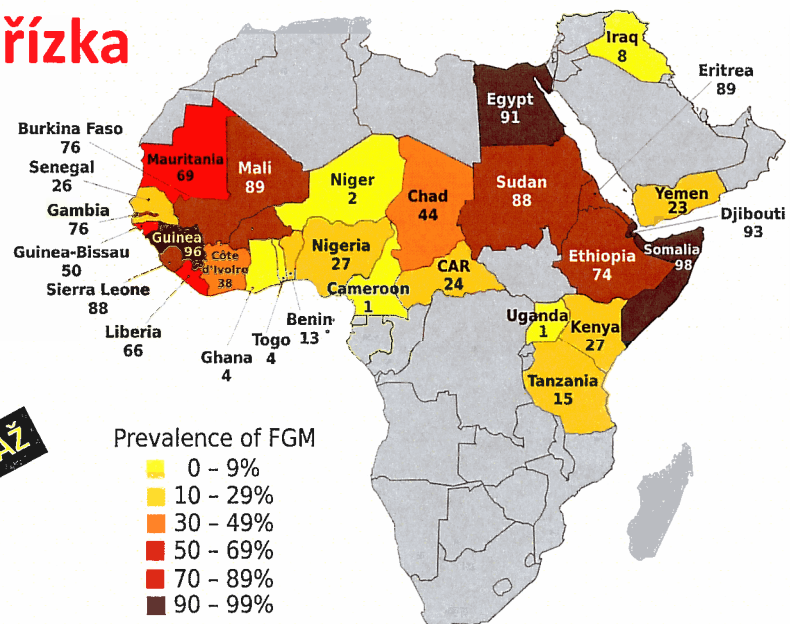 řízka
Iraq
8
Eritrea
89
Egypt
91
Burkina Faso
76
Mauritania
69
Mali
89
Senegal
26
Niger
2
Chad
44
Sudan
88
Yemen
23
Gambia
76
Djibouti
93
Guinea
96
Nigeria
27
Guinea-Bissau
50
Côte
d'Ivoire
38
Ethiopia
74
Somalia
98
CAR
24
Sierra Leone
88
Cameroon
1
Liberia
66
Benin
13
Togo
4
Ghana
4
Uganda
1
Kenya
27
Tanzania
15
AŽ
Prevalence of FGM
0 – 9%
10 – 29%
30 – 49%
50 – 69%
70 – 89%
90 – 99%